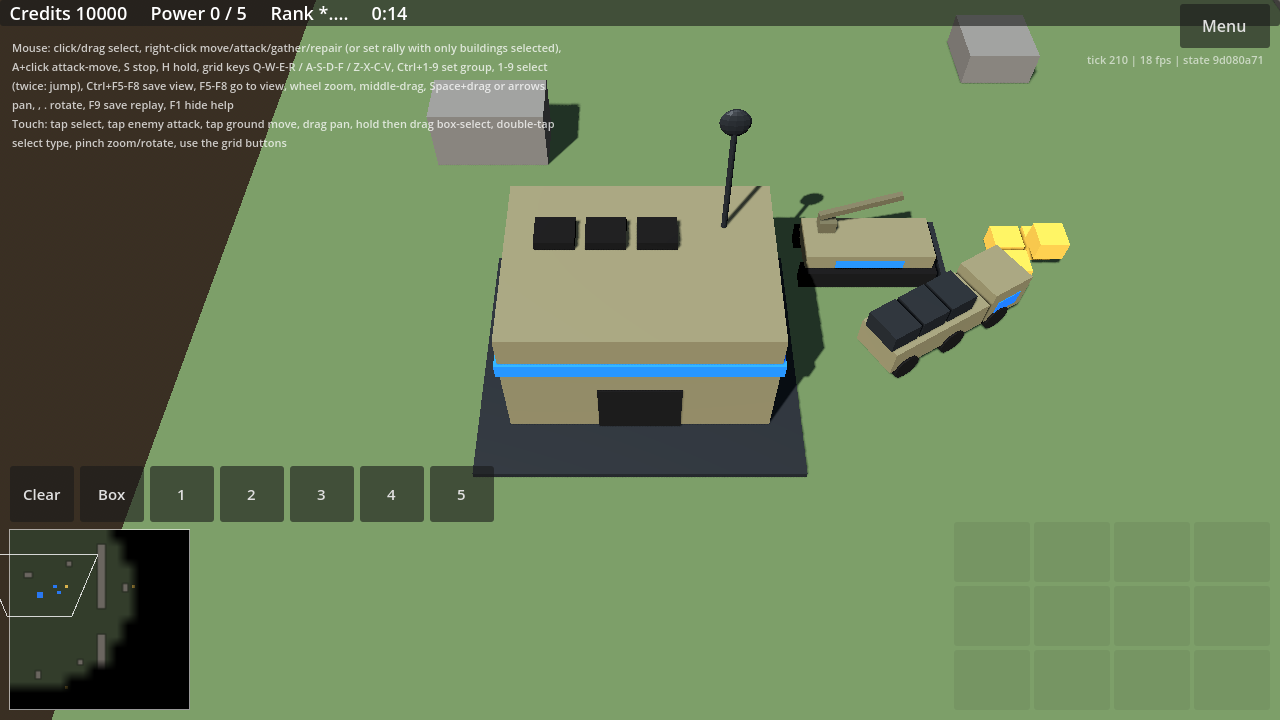 Credits 10000 Power 0 / 5 Rank *.... 0:14
Menu
Mouse: click/drag select, right-click move/attack/gather/repair (or set rally with only buildings selected),
A+click attack-move, S stop, H hold, grid keys Q-W-E-R / A-S-D-F / Z-X-C-V, Ctrl+1-9 set group, 1-9 select
(twice: jump), Ctrl+F5-F8 save view, F5-F8 go to view, wheel zoom, middle-drag, Space+drag or arrows
pan, , . rotate, F9 save replay, F1 hide help
Touch: tap select, tap enemy attack, tap ground move, drag pan, hold then drag box-select, double-tap
select type, pinch zoom/rotate, use the grid buttons
tick 210 | 18 fps | state 9d080a71
Clear Box 1 2 3 4 5